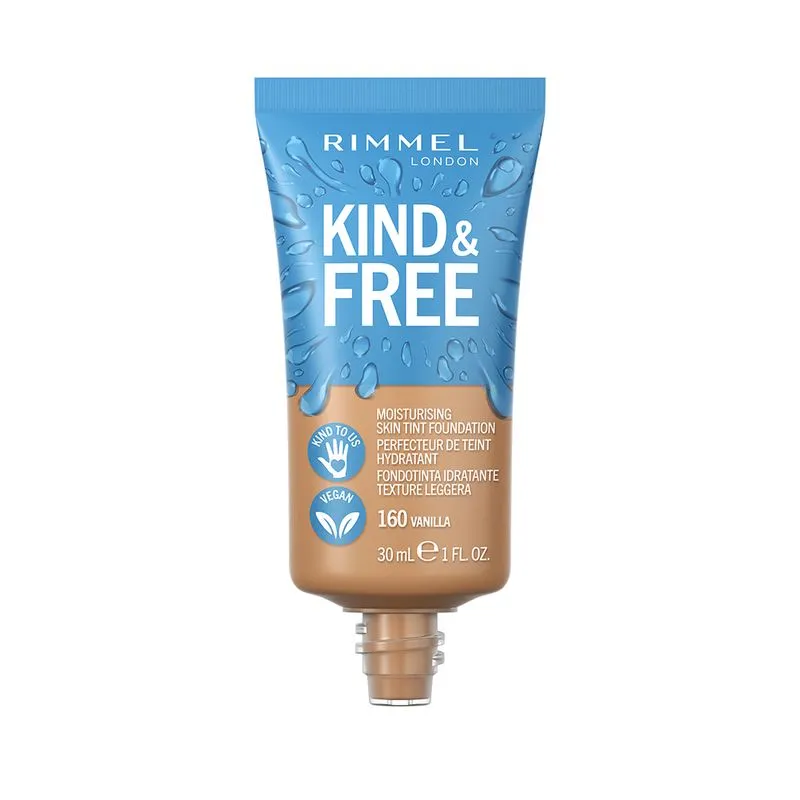 RIMMEL
LONDON
KIND &
FREE
MOISTURISING
SKIN TINT FOUNDATION
PERFECTEUR DE TEINT
HYDRATANT
FONDOTINTA IDRATANTE
TEXTURE LEGGERA
KIND TO US
VEGAN
160 VANILLA
30 mL e 1 FL. OZ.